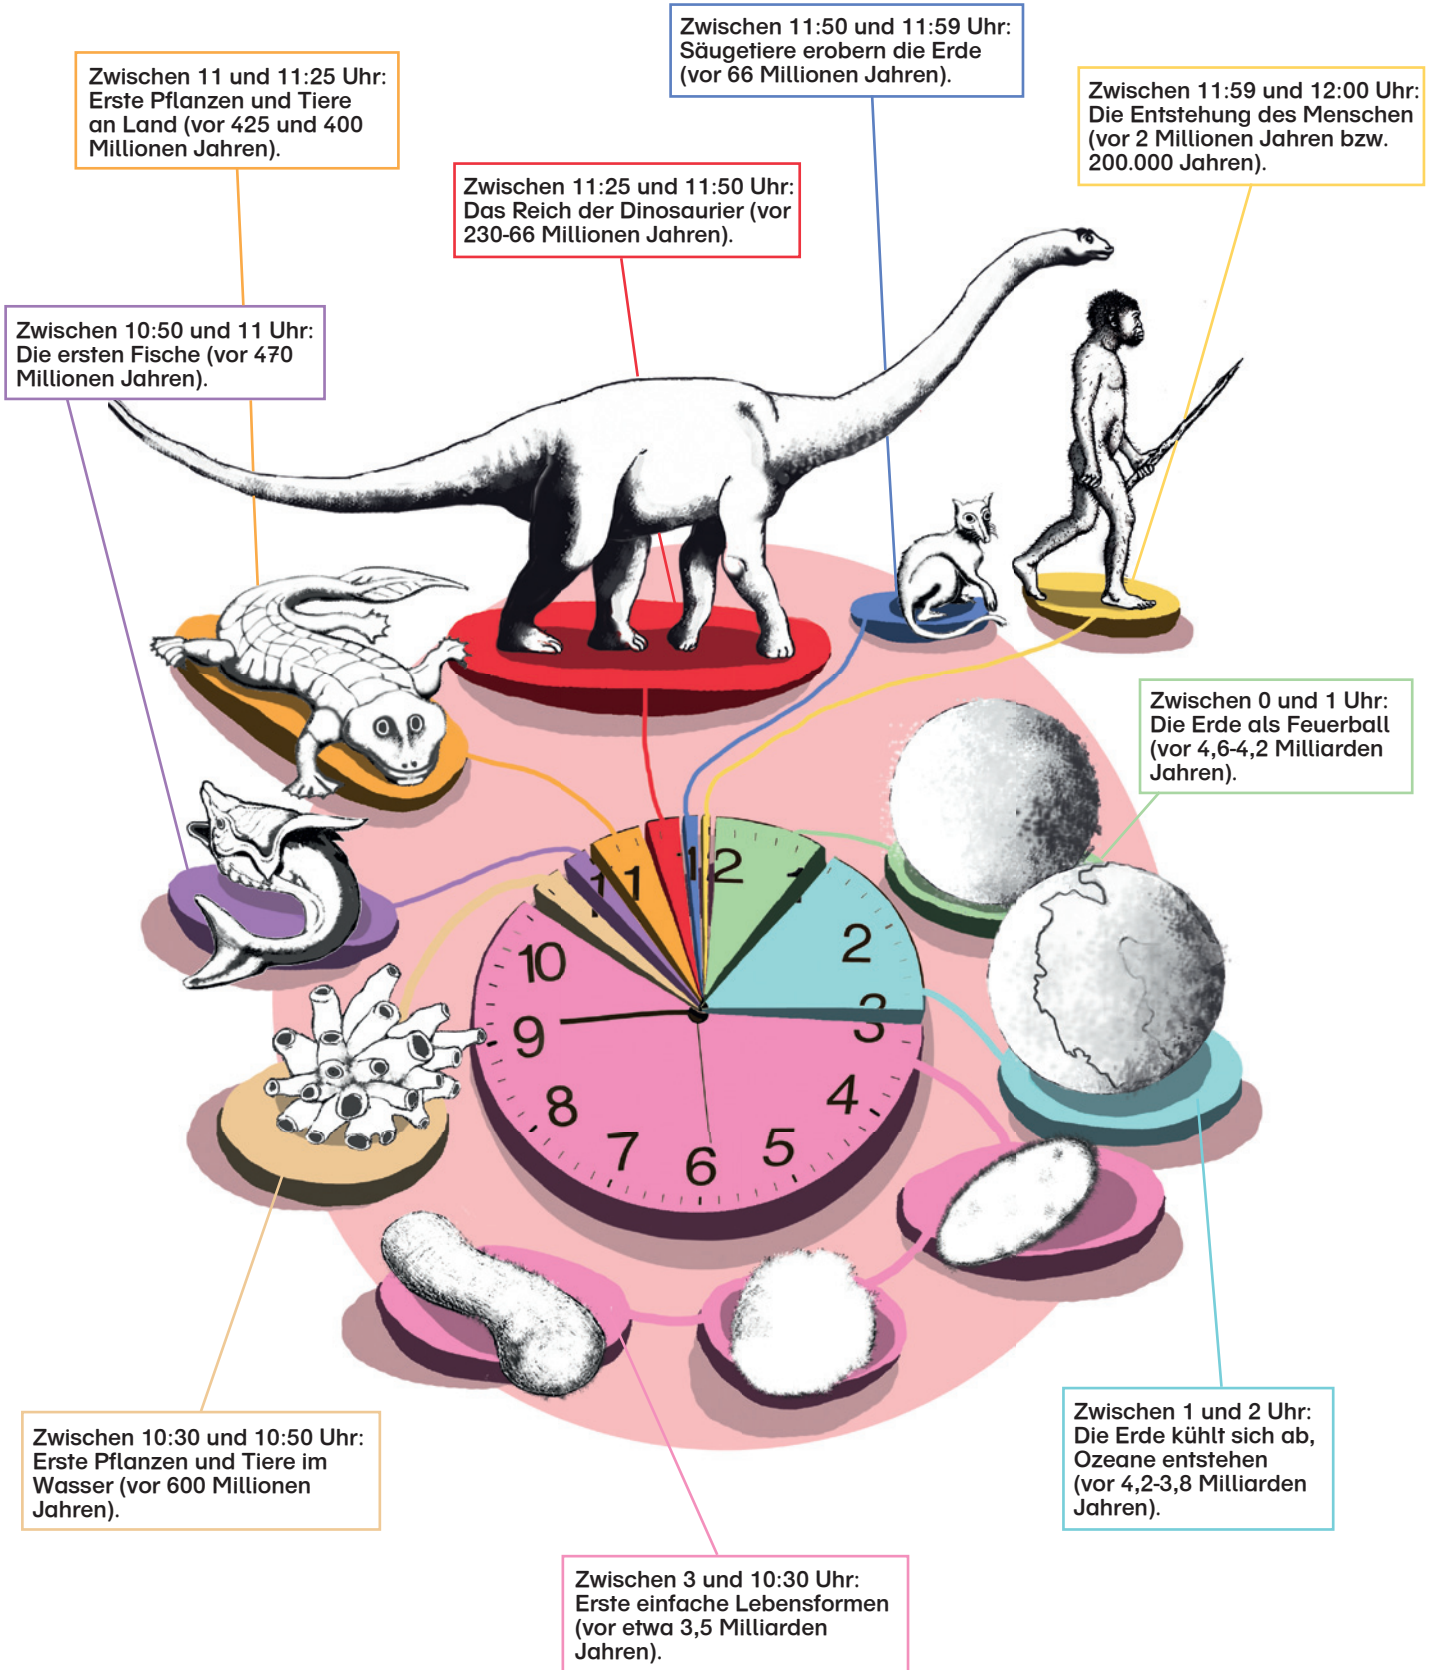 Zwischen 11:50 und 11:59 Uhr:
Säugetiere erobern die Erde
(vor 66 Millionen Jahren).
Zwischen 11 und 11:25 Uhr:
Erste Pflanzen und Tiere
an Land (vor 425 und 400
Millionen Jahren).
Zwischen 11:59 und 12:00 Uhr:
Die Entstehung des Menschen
(vor 2 Millionen Jahren bzw.
200.000 Jahren).
Zwischen 11:25 und 11:50 Uhr:
Das Reich der Dinosaurier (vor
230-66 Millionen Jahren).
Zwischen 10:50 und 11 Uhr:
Die ersten Fische (vor 470
Millionen Jahren).
Zwischen 0 und 1 Uhr:
Die Erde als Feuerball
(vor 4,6-4,2 Milliarden
Jahren).
12
1
2
3
4
5
6
7
8
9
10
11
Zwischen 1 und 2 Uhr:
Die Erde kühlt sich ab,
Ozeane entstehen
(vor 4,2-3,8 Milliarden
Jahren).
Zwischen 10:30 und 10:50 Uhr:
Erste Pflanzen und Tiere im
Wasser (vor 600 Millionen
Jahren).
Zwischen 3 und 10:30 Uhr:
Erste einfache Lebensformen
(vor etwa 3,5 Milliarden
Jahren).